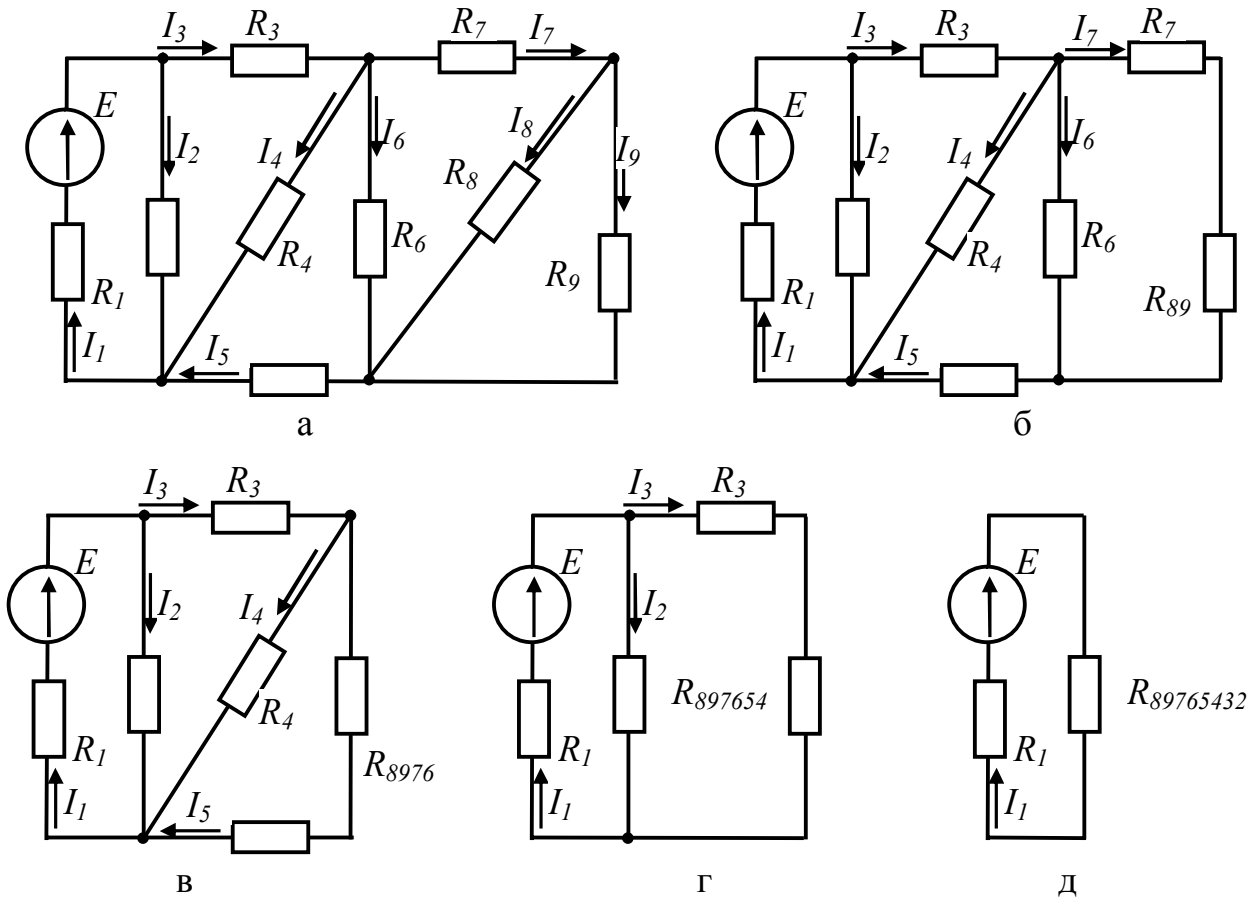 I3 R3 R7 I7
E I2 I4 I6 I8 I9
R8
R1 R4 R6 R9
I1 I5
а
I3 R3 I7 R7
E I2 I4 I6
R1 R4 R6 R89
I1 I5
б
I3 R3
E I2 I4
R1 R4 R8976
I1 I5
в
I3 R3
E I2
R897654
R1
I1
г
E
R89765432
R1
I1
д